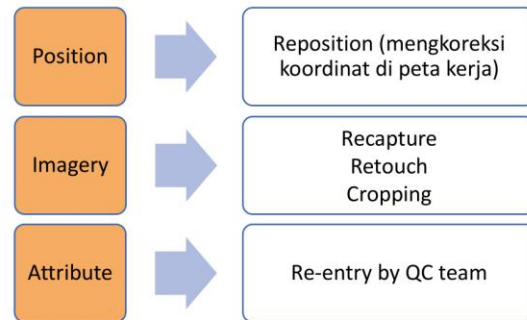 Position
Reposition (mengkoreksi
koordinat di peta kerja)
Imagery
Recapture
Retouch
Cropping
Attribute
Re-entry by QC team